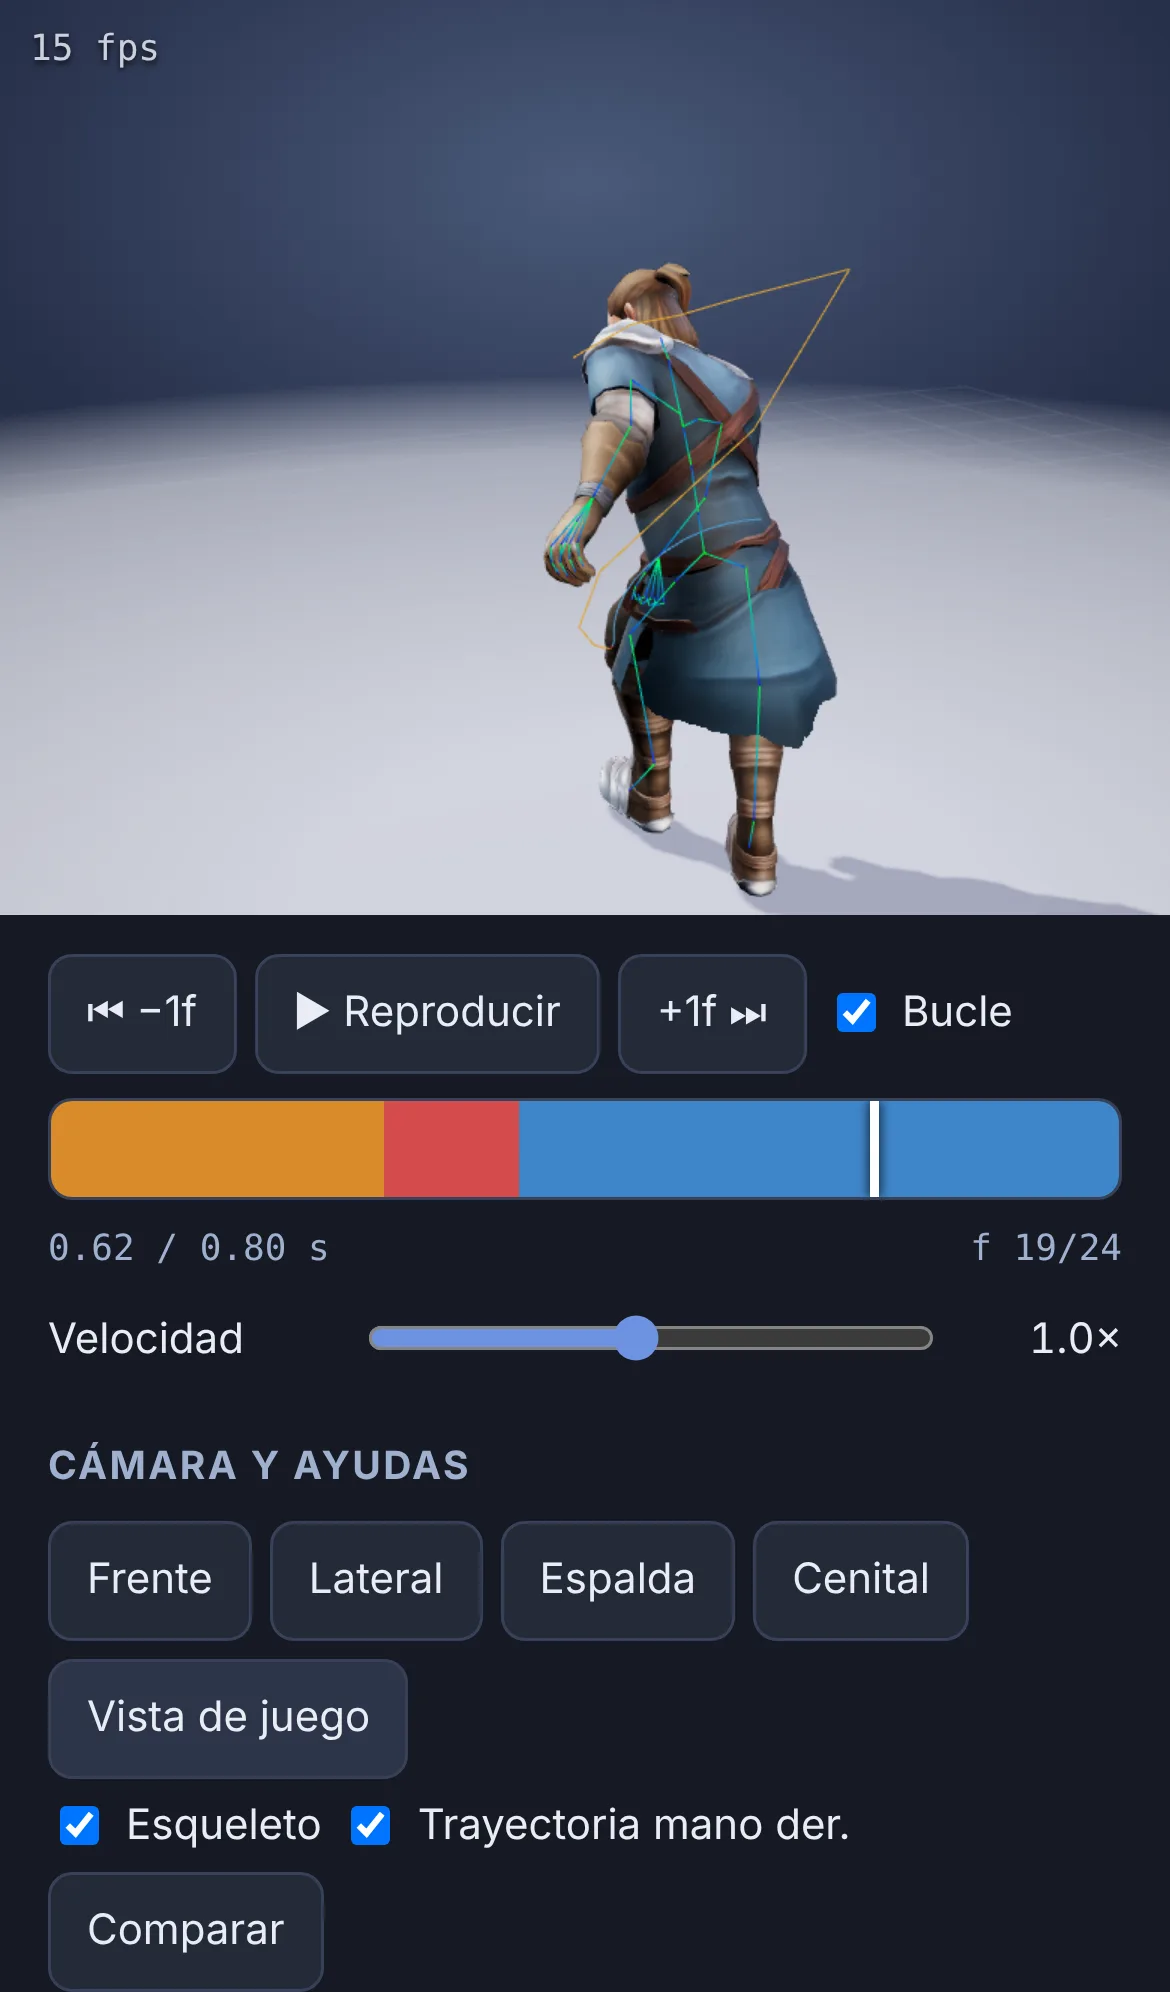 15 fps
⏮ −1f ▶ Reproducir +1f ⏭ Bucle
0.62 / 0.80 s f 19/24
Velocidad 1.0×
CÁMARA Y AYUDAS
Frente Lateral Espalda Cenital
Vista de juego
Esqueleto Trayectoria mano der.
Comparar